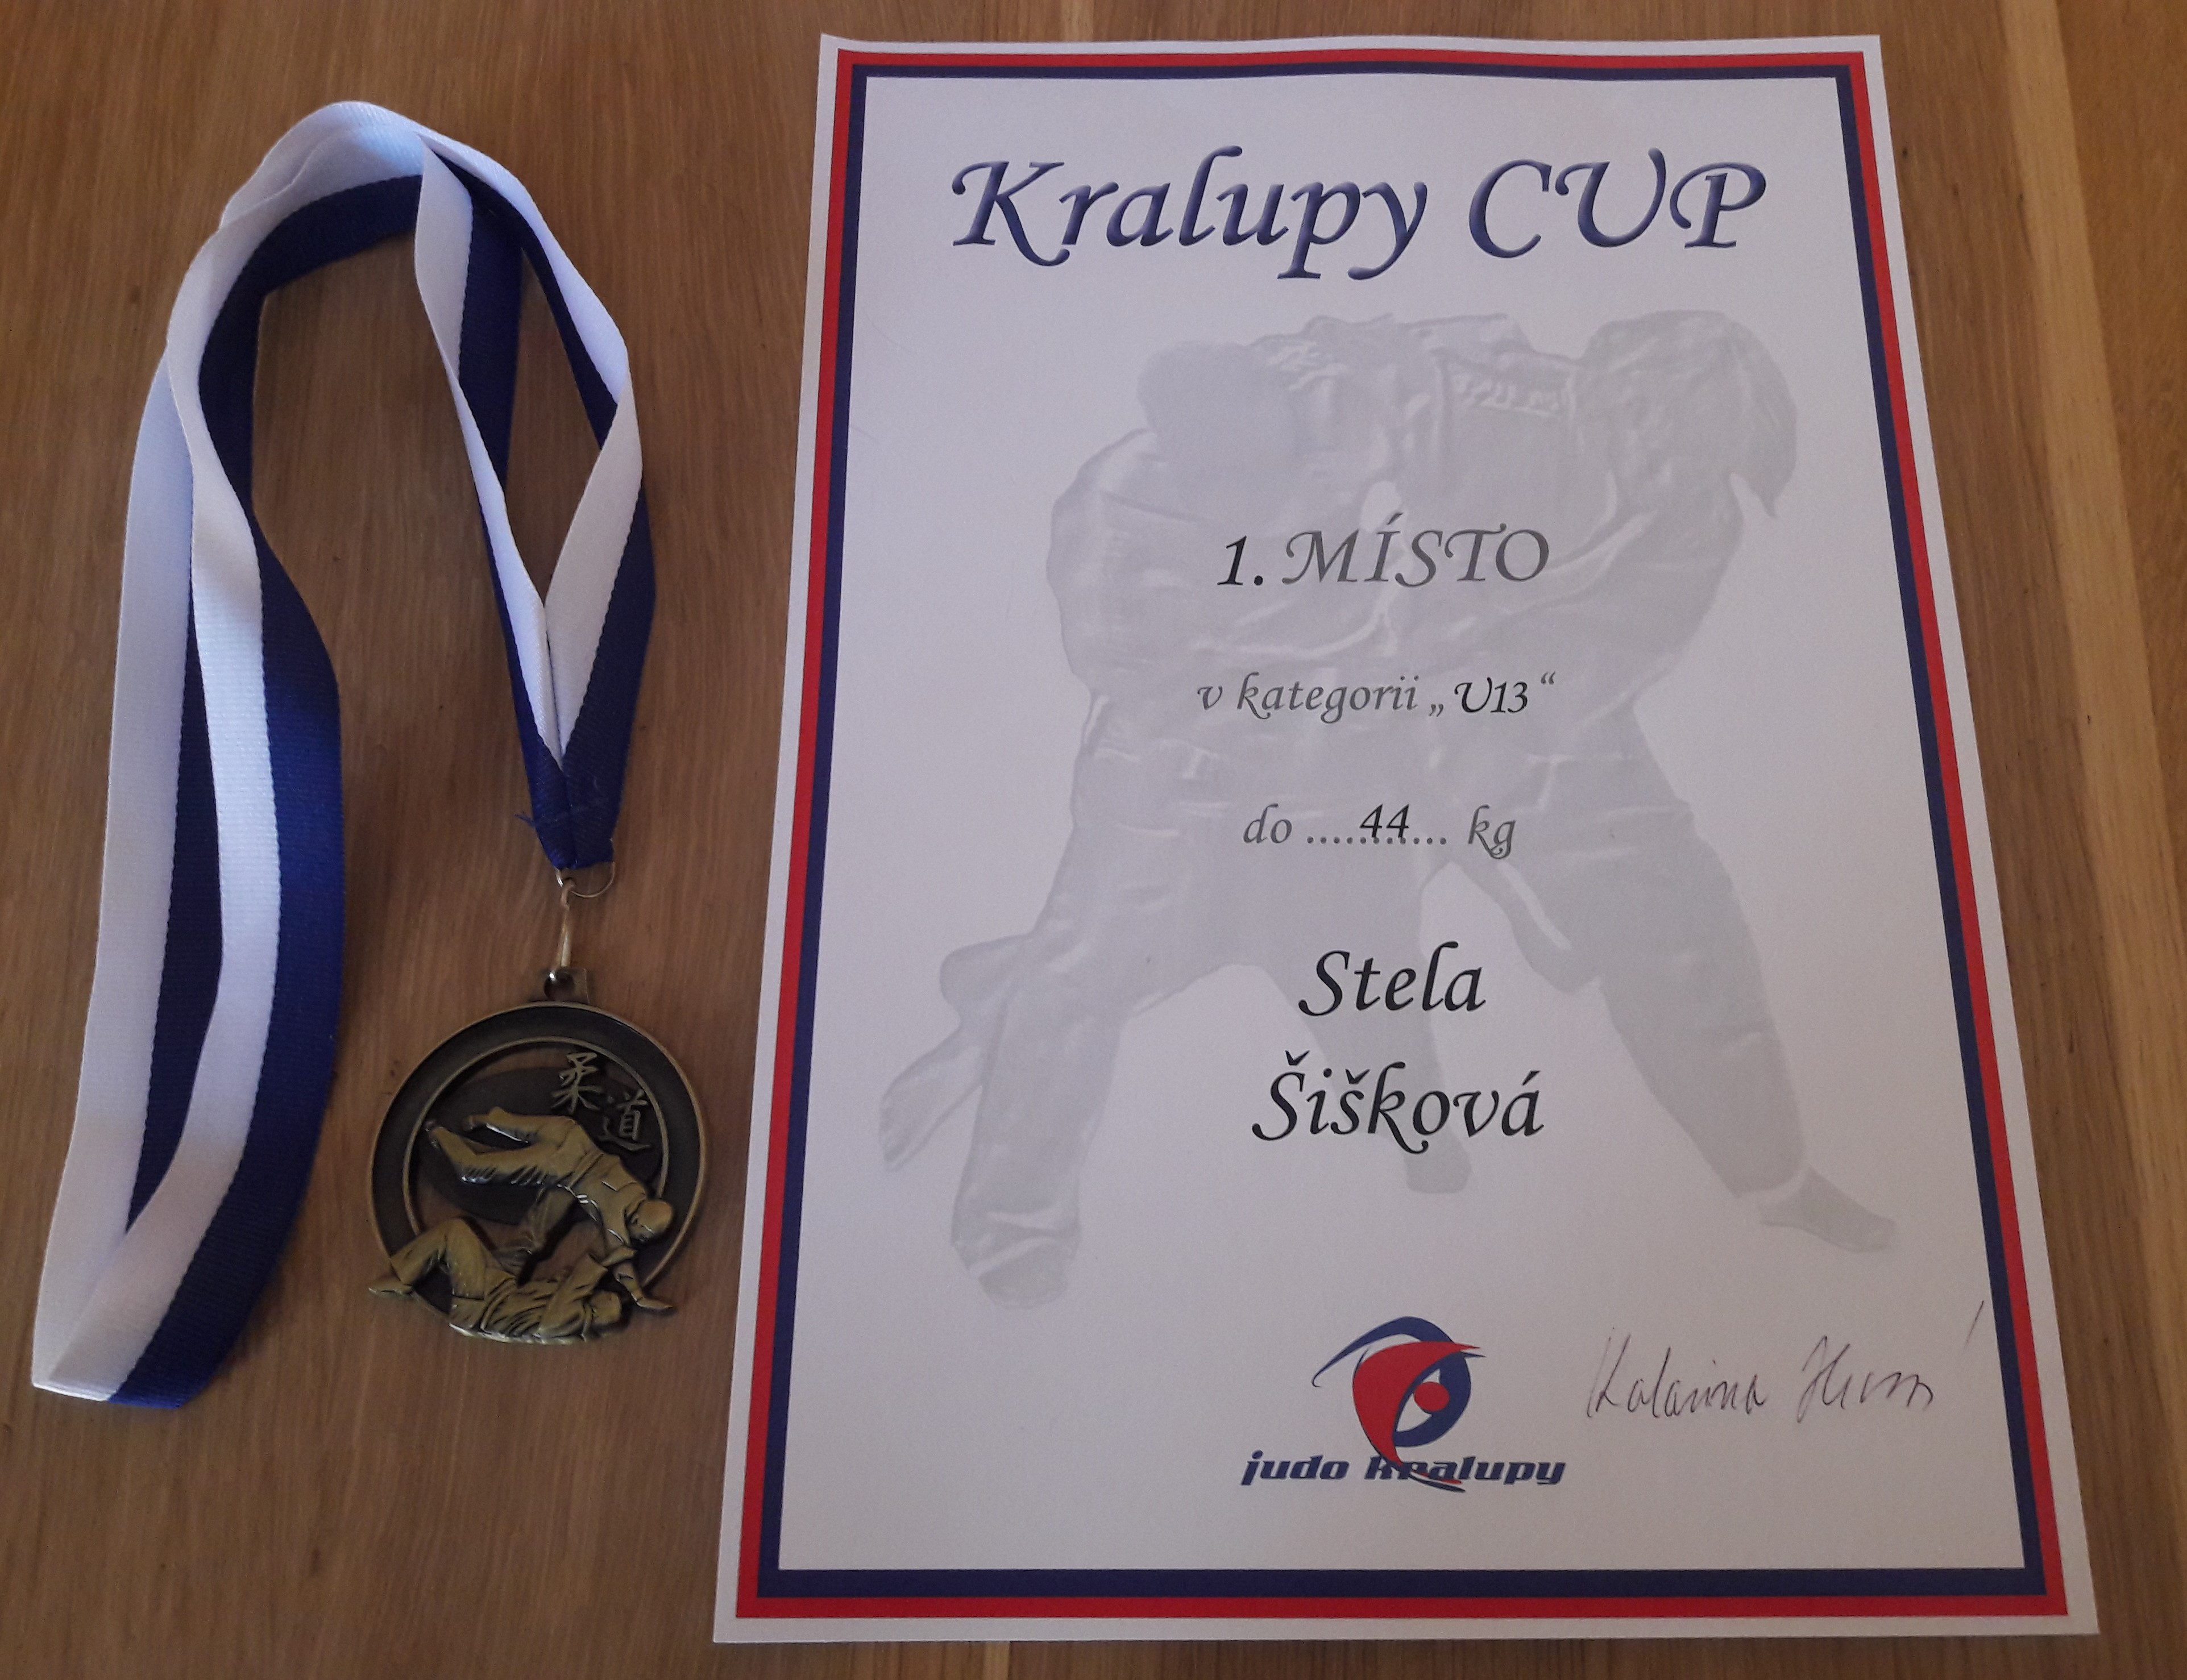 Kralupy CUP
1. MÍSTO
v kategorii „U13“
do ....44.... kg
Stela
Šišková
judo kralupy
柔道